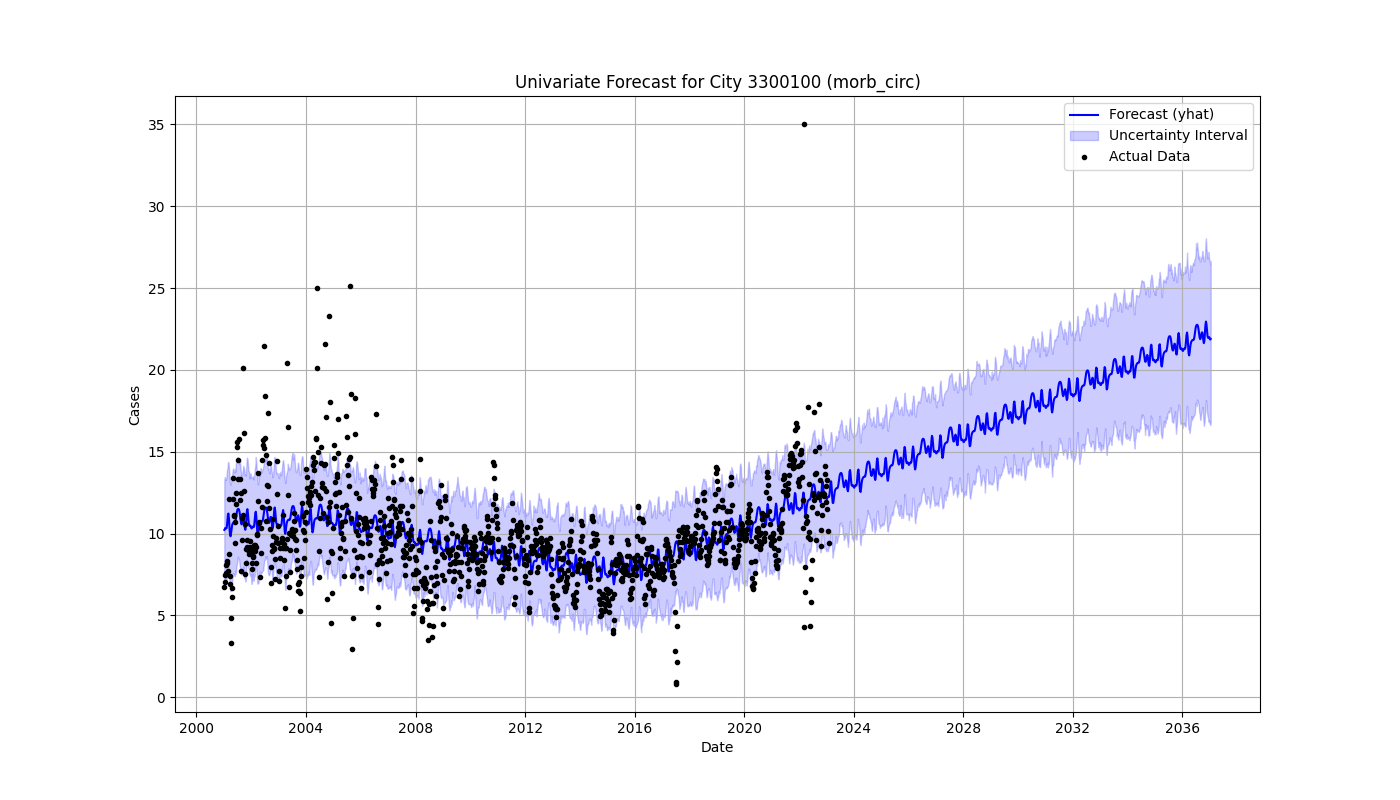 Univariate Forecast for City 3300100 (morb_circ)
Forecast (yhat)
Uncertainty Interval
Actual Data
Cases
35
30
25
20
15
10
5
0
2000 2004 2008 2012 2016 2020 2024 2028 2032 2036
Date